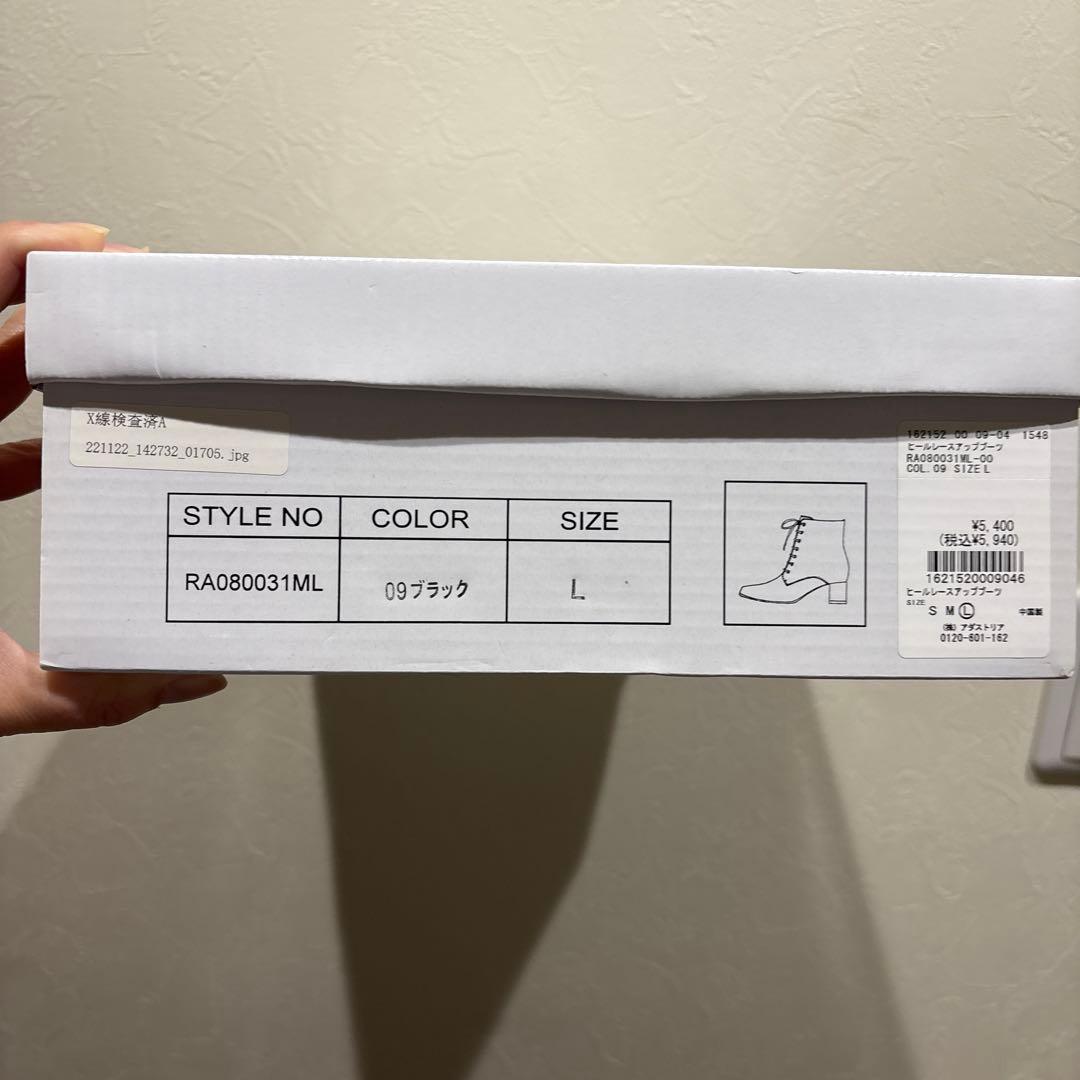 X線検査済A
221122_142732_01705.jpg
STYLE NO COLOR SIZE
RA080031ML 09ブラック L
162152 00 09-04 1548
ヒールレースアップブーツ
RA080031ML-00
COL.09 SIZE L
¥5,400
(税込¥5,940)
1621520009046
ヒールレースアップブーツ
SIZE
S M L 中国製
(株)アダストリア
0120-601-162